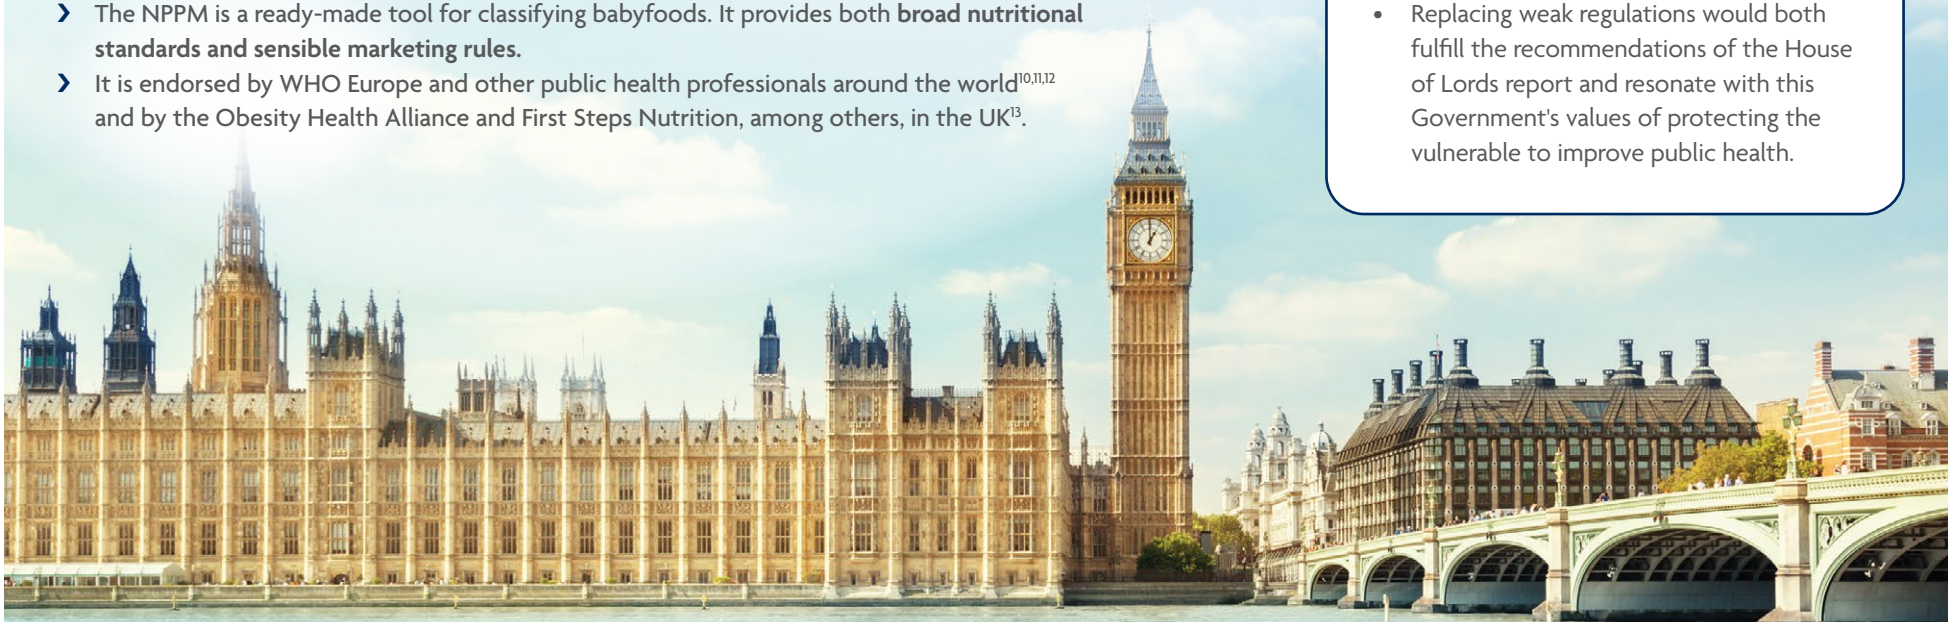 › The NPPM is a ready-made tool for classifying babyfoods. It provides both broad nutritional
standards and sensible marketing rules.
› It is endorsed by WHO Europe and other public health professionals around the world10,11,12
and by the Obesity Health Alliance and First Steps Nutrition, among others, in the UK13.
• Replacing weak regulations would both
fulfill the recommendations of the House
of Lords report and resonate with this
Government's values of protecting the
vulnerable to improve public health.